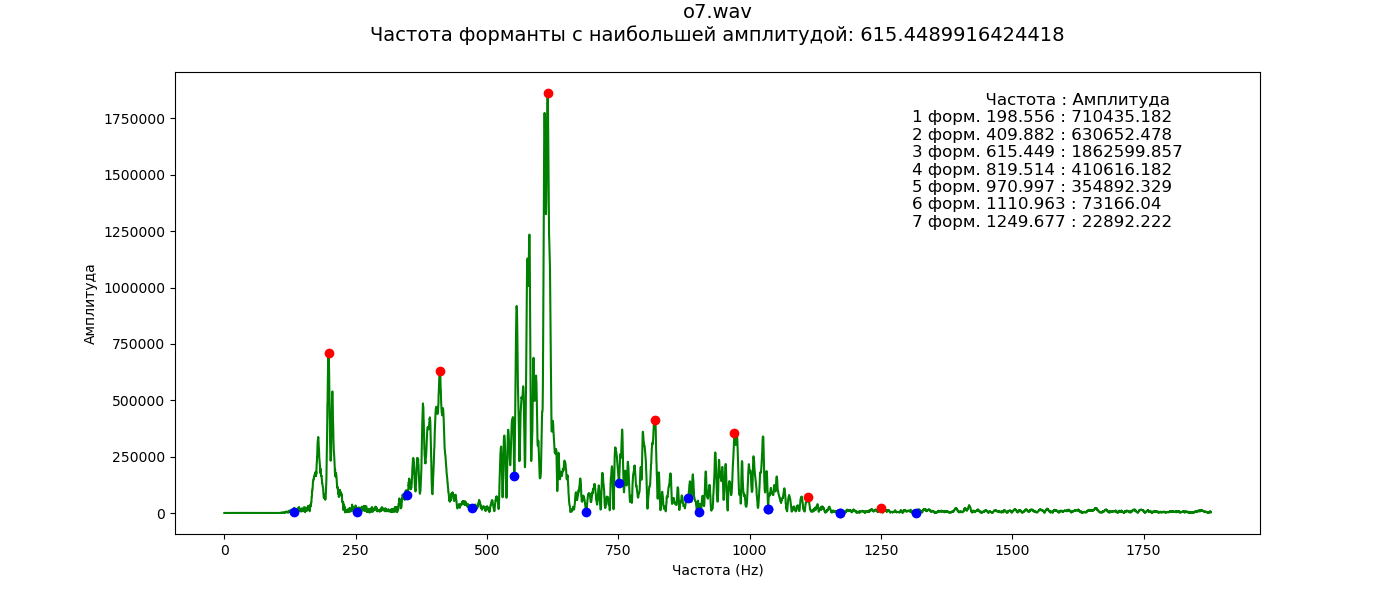 o7.wav
Частота форманты с наибольшей амплитудой: 615.4489916424418
Частота : Амплитуда
1 форм. 198.556 : 710435.182
2 форм. 409.882 : 630652.478
3 форм. 615.449 : 1862599.857
4 форм. 819.514 : 410616.182
5 форм. 970.997 : 354892.329
6 форм. 1110.963 : 73166.04
7 форм. 1249.677 : 22892.222
Амплитуда
1750000
1500000
1250000
1000000
750000
500000
250000
0
0 250 500 750 1000 1250 1500 1750
Частота (Hz)